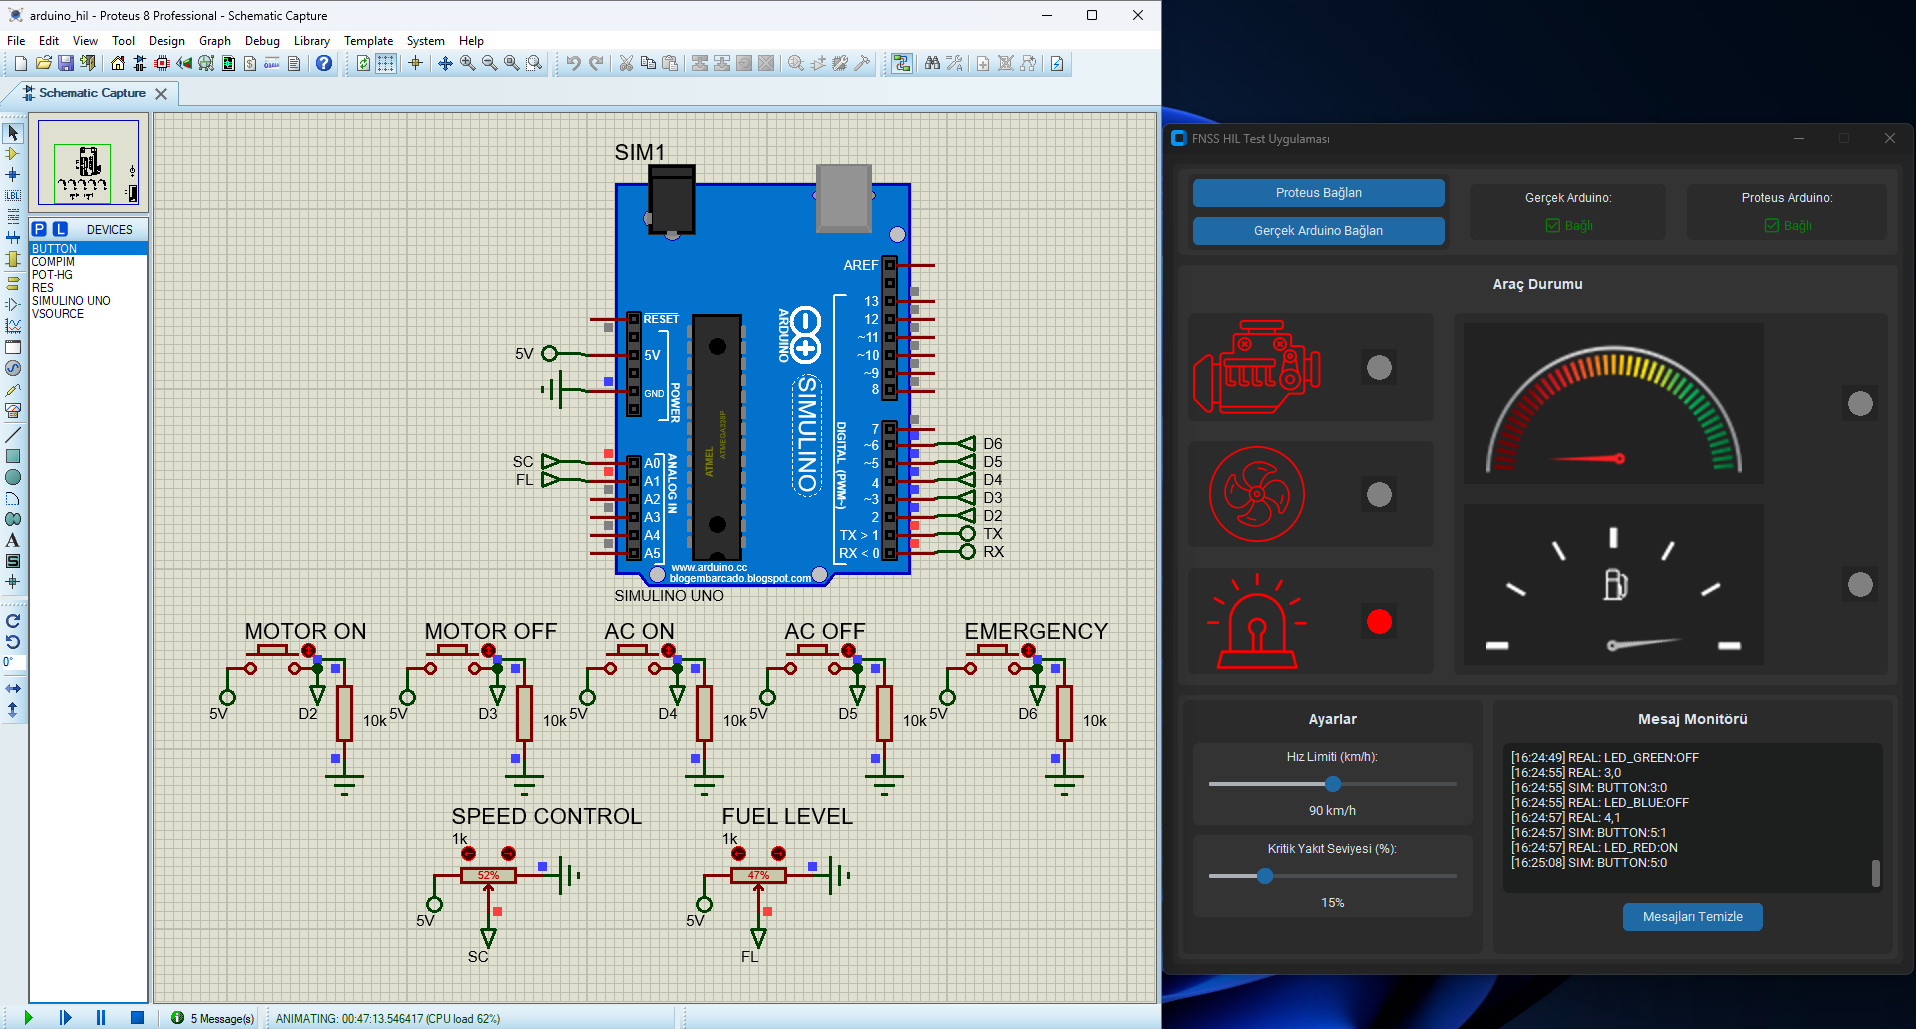 arduino_hil - Proteus 8 Professional - Schematic Capture
File Edit View Tool Design Graph Debug Library Template System Help
Schematic Capture
P L DEVICES
BUTTON
COMPIM
POT-HG
RES
SIMULINO UNO
VSOURCE
LBL
0°
SIM1
AREF
13
12
~11
~10
~9
8
7
~6
~5
4
~3
2
TX > 1
RX < 0
RESET
5V
GND
POWER
A0
A1
A2
A3
A4
A5
ANALOG IN
ARDUINO
SIMULINO
DIGITAL (PWM~)
ATMEL
ATMEGA328P
www.arduino.cc
blogembarcado.blogspot.com
SIMULINO UNO
5V
SC
FL
D6
D5
D4
D3
D2
TX
RX
MOTOR ON
5V
D2
10k
MOTOR OFF
5V
D3
10k
AC ON
5V
D4
10k
AC OFF
5V
D5
10k
EMERGENCY
5V
D6
10k
SPEED CONTROL
1k
52%
5V
SC
FUEL LEVEL
1k
47%
5V
FL
5 Message(s)
ANIMATING: 00:47:13.546417 (CPU load 62%)
FNSS HIL Test Uygulaması
Proteus Bağlan
Gerçek Arduino Bağlan
Gerçek Arduino:
Bağlı
Proteus Arduino:
Bağlı
Araç Durumu
Ayarlar
Hız Limiti (km/h):
90 km/h
Kritik Yakıt Seviyesi (%):
15%
Mesaj Monitörü
[16:24:49] REAL: LED_GREEN:OFF
[16:24:55] REAL: 3,0
[16:24:55] SIM: BUTTON:3:0
[16:24:55] REAL: LED_BLUE:OFF
[16:24:57] REAL: 4,1
[16:24:57] SIM: BUTTON:5:1
[16:24:57] REAL: LED_RED:ON
[16:25:08] SIM: BUTTON:5:0
Mesajları Temizle